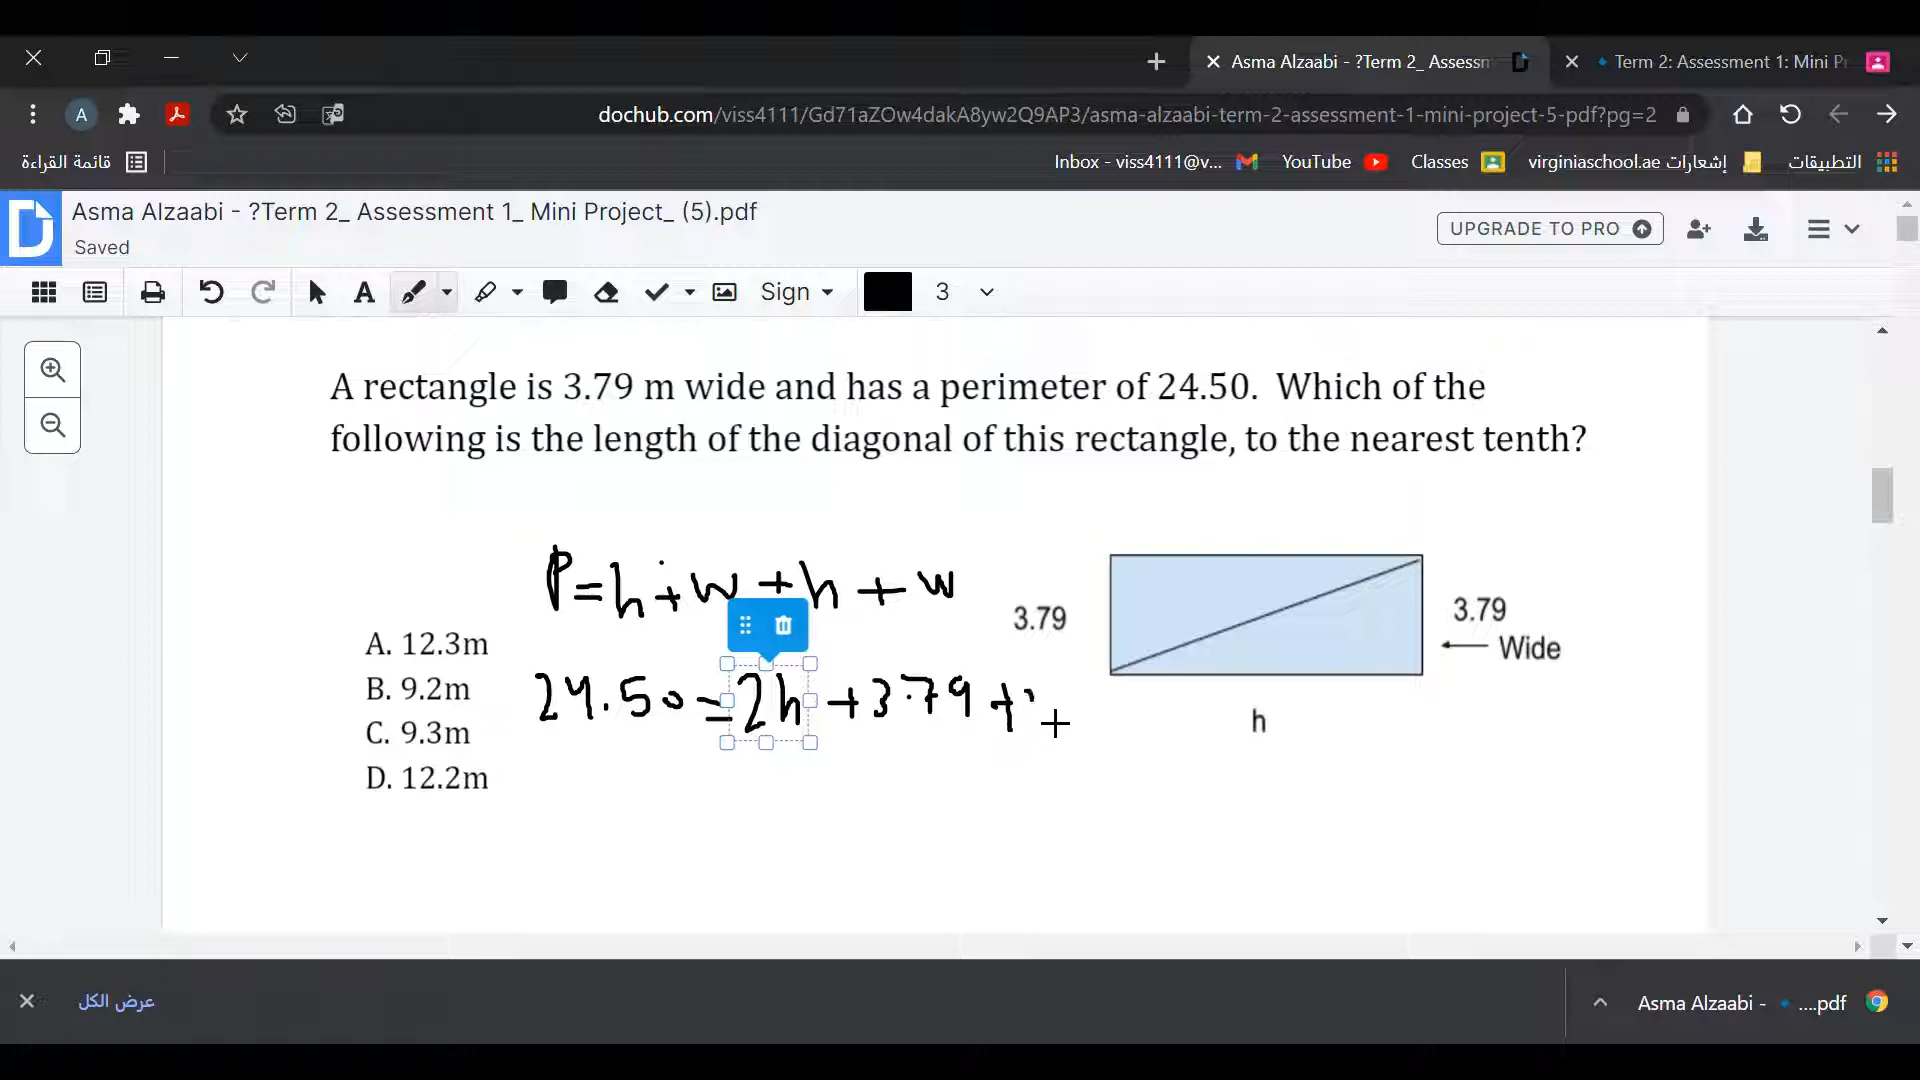 Asma Alzaabi - ?Term 2_ Assessm
Term 2: Assessment 1: Mini Pr
A
dochub.com/viss4111/Gd71aZOw4dakA8yw2Q9AP3/asma-alzaabi-term-2-assessment-1-mini-project-5-pdf?pg=2
قائمة القراءة
Inbox - viss4111@v...
YouTube
Classes
إشعارات virginiaschool.ae
التطبيقات
Asma Alzaabi - ?Term 2_ Assessment 1_ Mini Project_ (5).pdf
Saved
UPGRADE TO PRO
A
Sign
3
A rectangle is 3.79 m wide and has a perimeter of 24.50. Which of the
following is the length of the diagonal of this rectangle, to the nearest tenth?
P=h+w+h+w
24.50=2h+3.79+
A. 12.3m
B. 9.2m
C. 9.3m
D. 12.2m
3.79
3.79
Wide
h
عرض الكل
Asma Alzaabi - ....pdf